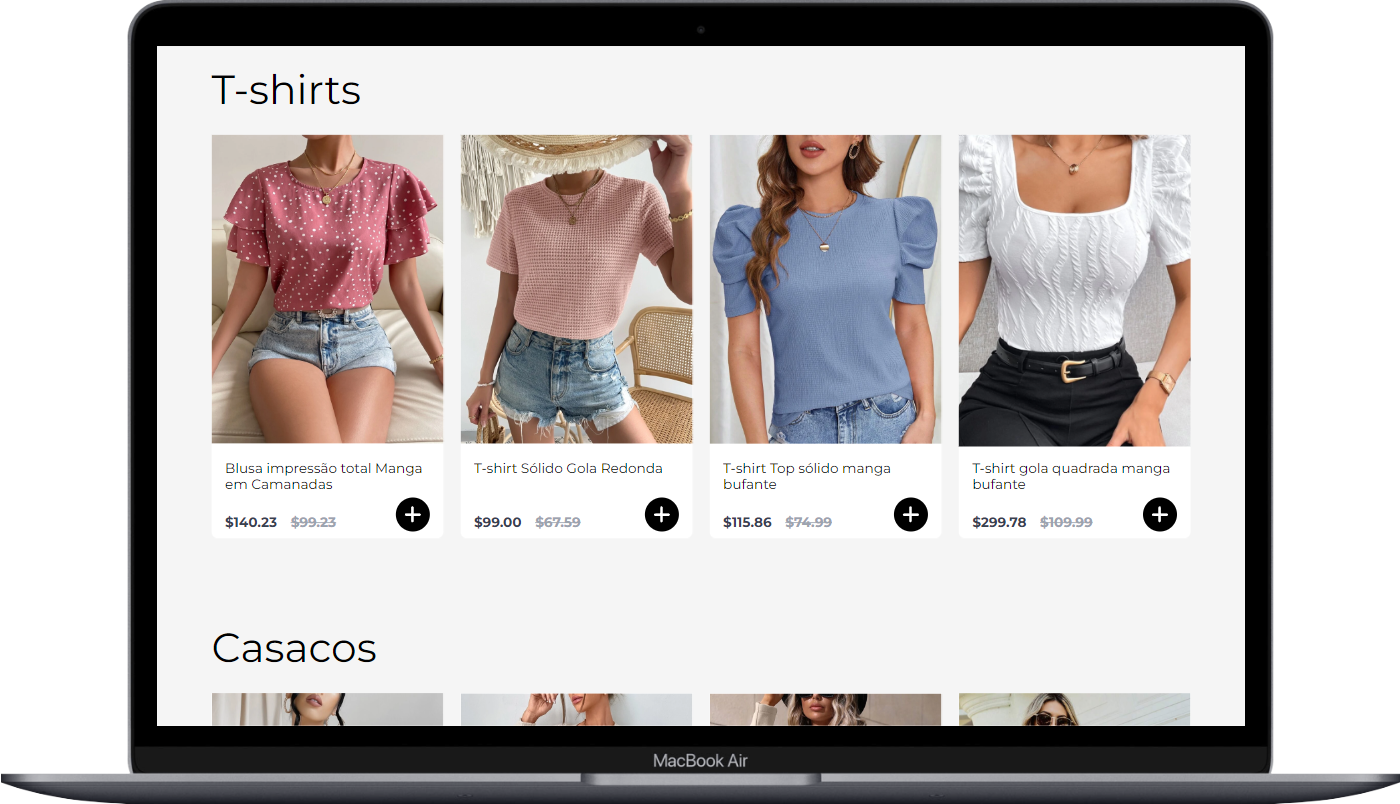 T-shirts
Blusa impressão total Manga
em Camanadas
$140.23 $99.23
T-shirt Sólido Gola Redonda
$99.00 $67.59
T-shirt Top sólido manga
bufante
$115.86 $74.99
T-shirt gola quadrada manga
bufante
$299.78 $109.99
Casacos
MacBook Air